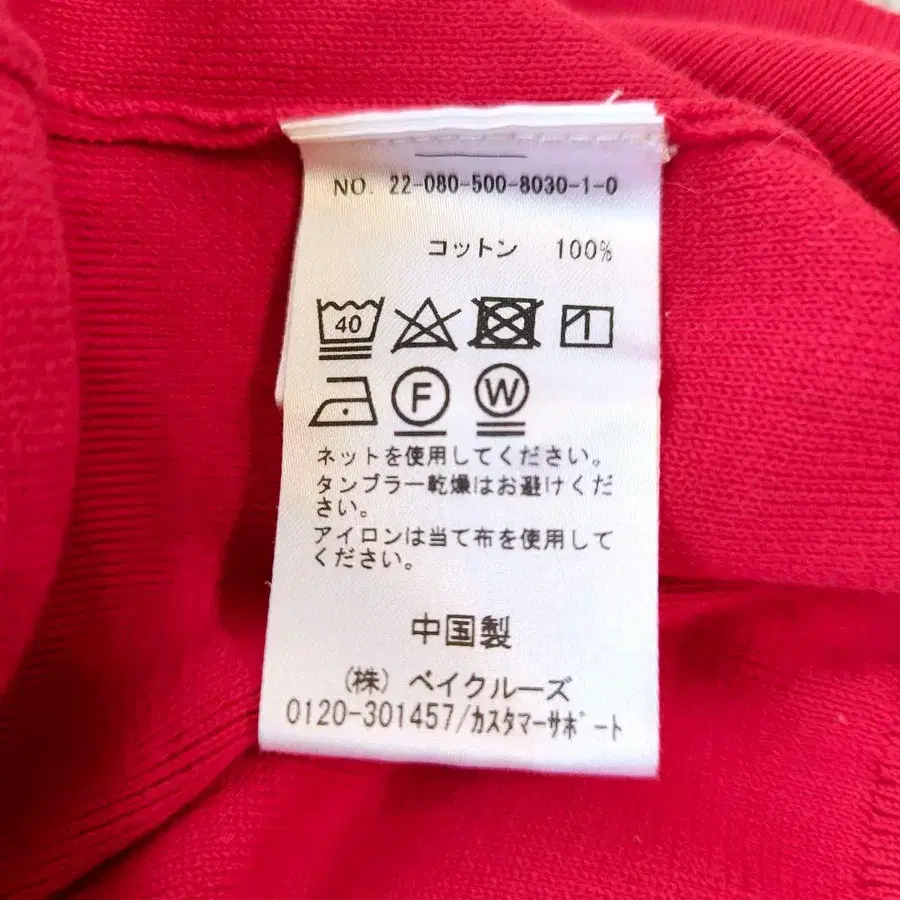 NO. 22-080-500-8030-1-0
コットン 100%
40
1
F
W
ネットを使用してください。
タンブラー乾燥はお避けくだ
さい。
アイロンは当て布を使用して
ください。
中国製
(株) ベイクルーズ
0120-301457/カスタマーサポート